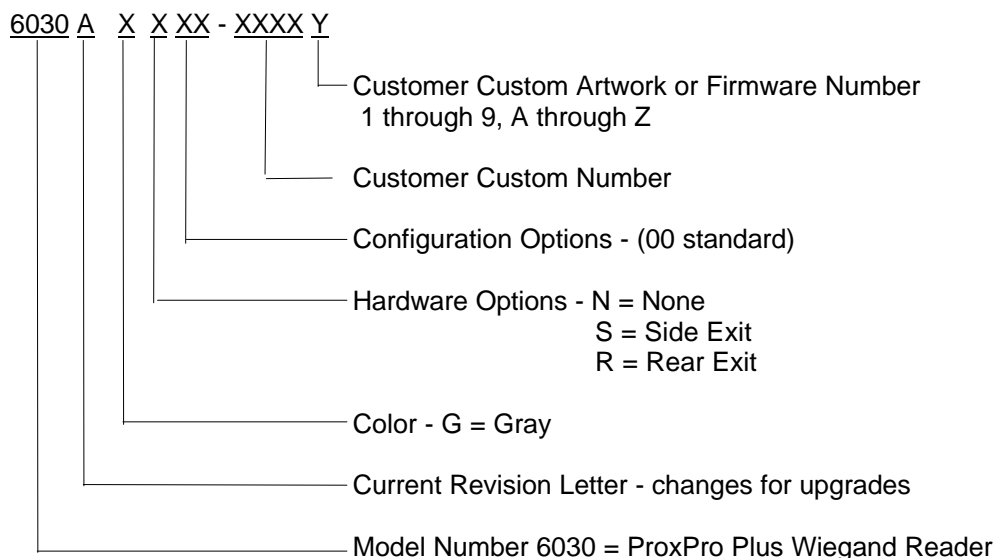 6030 A X X XX - XXXX Y
Customer Custom Artwork or Firmware Number
1 through 9, A through Z
Customer Custom Number
Configuration Options - (00 standard)
Hardware Options - N = None
S = Side Exit
R = Rear Exit
Color - G = Gray
Current Revision Letter - changes for upgrades
Model Number 6030 = ProxPro Plus Wiegand Reader